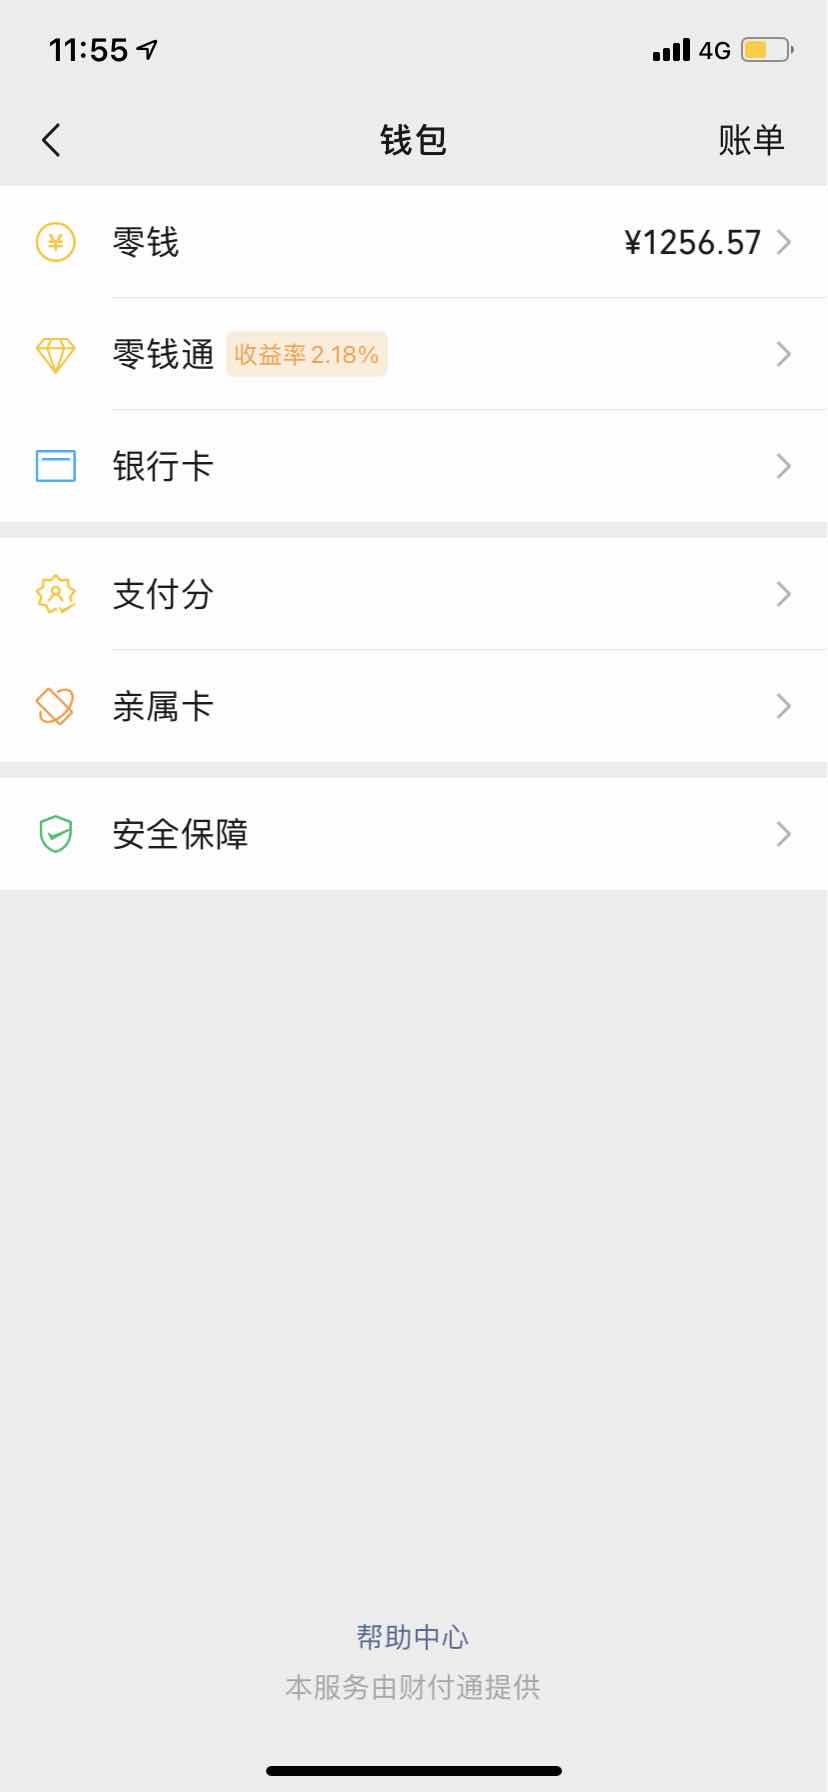 11:55 4G
钱包 账单
零钱 ¥1256.57
零钱通 收益率2.18%
银行卡
支付分
亲属卡
安全保障
帮助中心
本服务由财付通提供